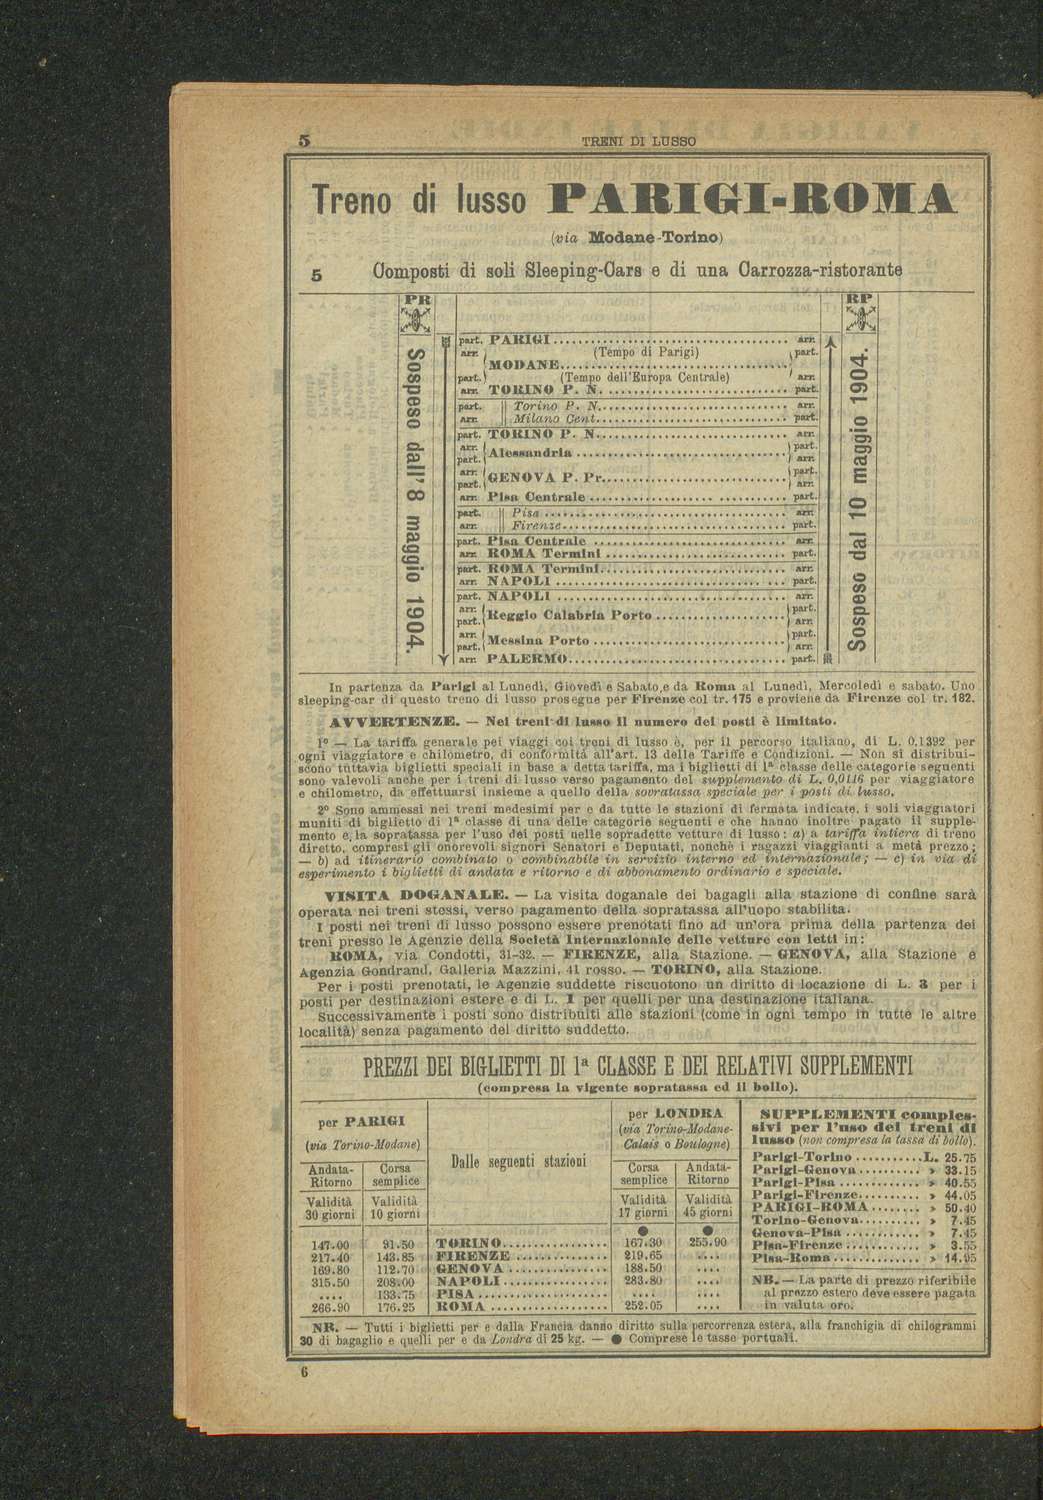 5
TRENI DI LUSSO
Treno di lusso PARIGI-ROMA
(via Modane-Torino)
5 Composti di soli Sleeping-Cars e di una Carrozza-ristorante
PR
RP
Sospeso dall' 8 maggio 1904.
part. PARIGI arr.
arr. (Tempo di Parigi) part.
MODANE
part. (Tempo dell'Europa Centrale) arr.
arr. TORINO P. N. part.
part. Torino P. N. arr.
arr. Milano Cent. part.
part. TORINO P. N. arr.
arr. part.
Alessandria
part. arr.
arr. part.
GENOVA P. Pr.
part. arr.
arr. Pisa Centrale part.
part. Pisa arr.
arr. Firenze part.
part. Pisa Centrale arr.
arr. ROMA Termini part.
part. ROMA Termini arr.
arr. NAPOLI part.
part. NAPOLI arr.
arr. part.
Reggio Calabria Porto
part. arr.
arr. part.
Messina Porto
part. arr.
arr. PALERMO part.
Sospeso dal 10 maggio 1904.
In partenza da Parigi al Lunedì, Giovedì e Sabato,e da Roma al Lunedì, Mercoledì e sabato. Uno
sleeping-car di questo treno di lusso prosegue per Firenze col tr. 175 e proviene da Firenze col tr. 182.
AVVERTENZE. — Nei treni di lusso il numero dei posti è limitato.
1° — La tariffa generale pei viaggi coi treni di lusso è, per il percorso italiano, di L. 0.1392 per
ogni viaggiatore e chilometro, di conformità all'art. 13 delle Tariffe e Condizioni. — Non si distribui-
scono tuttavia biglietti speciali in base a detta tariffa, ma i biglietti di 1ª classe delle categorie seguenti
sono valevoli anche per i treni di lusso verso pagamento del supplemento di L. 0,0116 per viaggiatore
e chilometro, da effettuarsi insieme a quello della sovratassa speciale per i posti di lusso.
2° Sono ammessi nei treni medesimi per e da tutte le stazioni di fermata indicate, i soli viaggiatori
muniti di biglietto di 1ª classe di una delle categorie seguenti e che hanno inoltre pagato il supple-
mento e la sopratassa per l'uso dei posti nelle sopradette vetture di lusso: a) a tariffa intiera di treno
diretto, compresi gli onorevoli signori Senatori e Deputati, nonchè i ragazzi viaggianti a metà prezzo;
— b) ad itinerario combinato o combinabile in servizio interno ed internazionale; — c) in via di
esperimento i biglietti di andata e ritorno e di abbonamento ordinario e speciale.
VISITA DOGANALE. — La visita doganale dei bagagli alla stazione di confine sarà
operata nei treni stessi, verso pagamento della sopratassa all'uopo stabilita.
I posti nei treni di lusso possono essere prenotati fino ad un'ora prima della partenza dei
treni presso le Agenzie della Società Internazionale delle vetture con letti in:
ROMA, via Condotti, 31-32. — FIRENZE, alla Stazione. — GENOVA, alla Stazione e
Agenzia Gondrand, Galleria Mazzini, 41 rosso. — TORINO, alla Stazione.
Per i posti prenotati, le Agenzie suddette riscuotono un diritto di locazione di L. 3 per i
posti per destinazioni estere e di L. 1 per quelli per una destinazione italiana.
Successivamente i posti sono distribuiti alle stazioni (come in ogni tempo in tutte le altre
località) senza pagamento del diritto suddetto.
PREZZI DEI BIGLIETTI DI 1ª CLASSE E DEI RELATIVI SUPPLEMENTI
(compresa la vigente sopratassa ed il bollo).
per PARIGI
(via Torino-Modane)
Andata-Ritorno Corsa semplice
Validità 30 giorni Validità 10 giorni
Dalle seguenti stazioni
per LONDRA
(via Torino-Modane-
Calais o Boulogne)
Corsa semplice Andata-Ritorno
Validità 17 giorni Validità 45 giorni
● ●
147.00 91.50 TORINO 167.30 255.90
217.40 143.85 FIRENZE 219.65 ....
169.80 112.70 GENOVA 188.50 ....
315.50 208.00 NAPOLI 283.80 ....
.... 133.75 PISA .... ....
266.90 176.25 ROMA 252.05 ....
SUPPLEMENTI comples-
sivi per l'uso dei treni di
lusso (non compresa la tassa di bollo).
Parigi-Torino L. 25.75
Parigi-Genova » 33.15
Parigi-Pisa » 40.55
Parigi-Firenze » 44.05
PARIGI-ROMA » 50.40
Torino-Genova » 7.45
Genova-Pisa » 7.45
Pisa-Firenze » 3.55
Pisa-Roma » 14.95
NB. — La parte di prezzo riferibile
al prezzo estero deve essere pagata
in valuta oro.
NB. — Tutti i biglietti per e dalla Francia danno diritto sulla percorrenza estera, alla franchigia di chilogrammi
30 di bagaglio e quelli per e da Londra di 25 kg. — ● Comprese le tasse portuali.
6